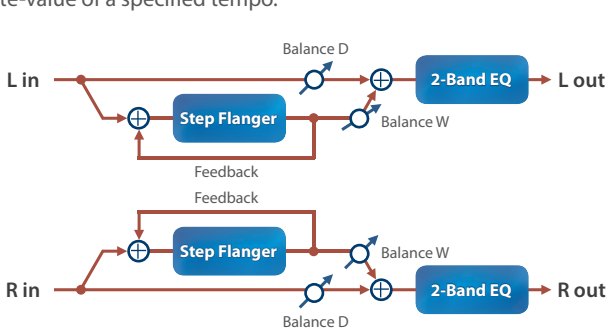 te-value of a specified tempo.
Balance D
L in
2-Band EQ
L out
Step Flanger
Balance W
Feedback
Feedback
Step Flanger
Balance W
R in
2-Band EQ
R out
Balance D